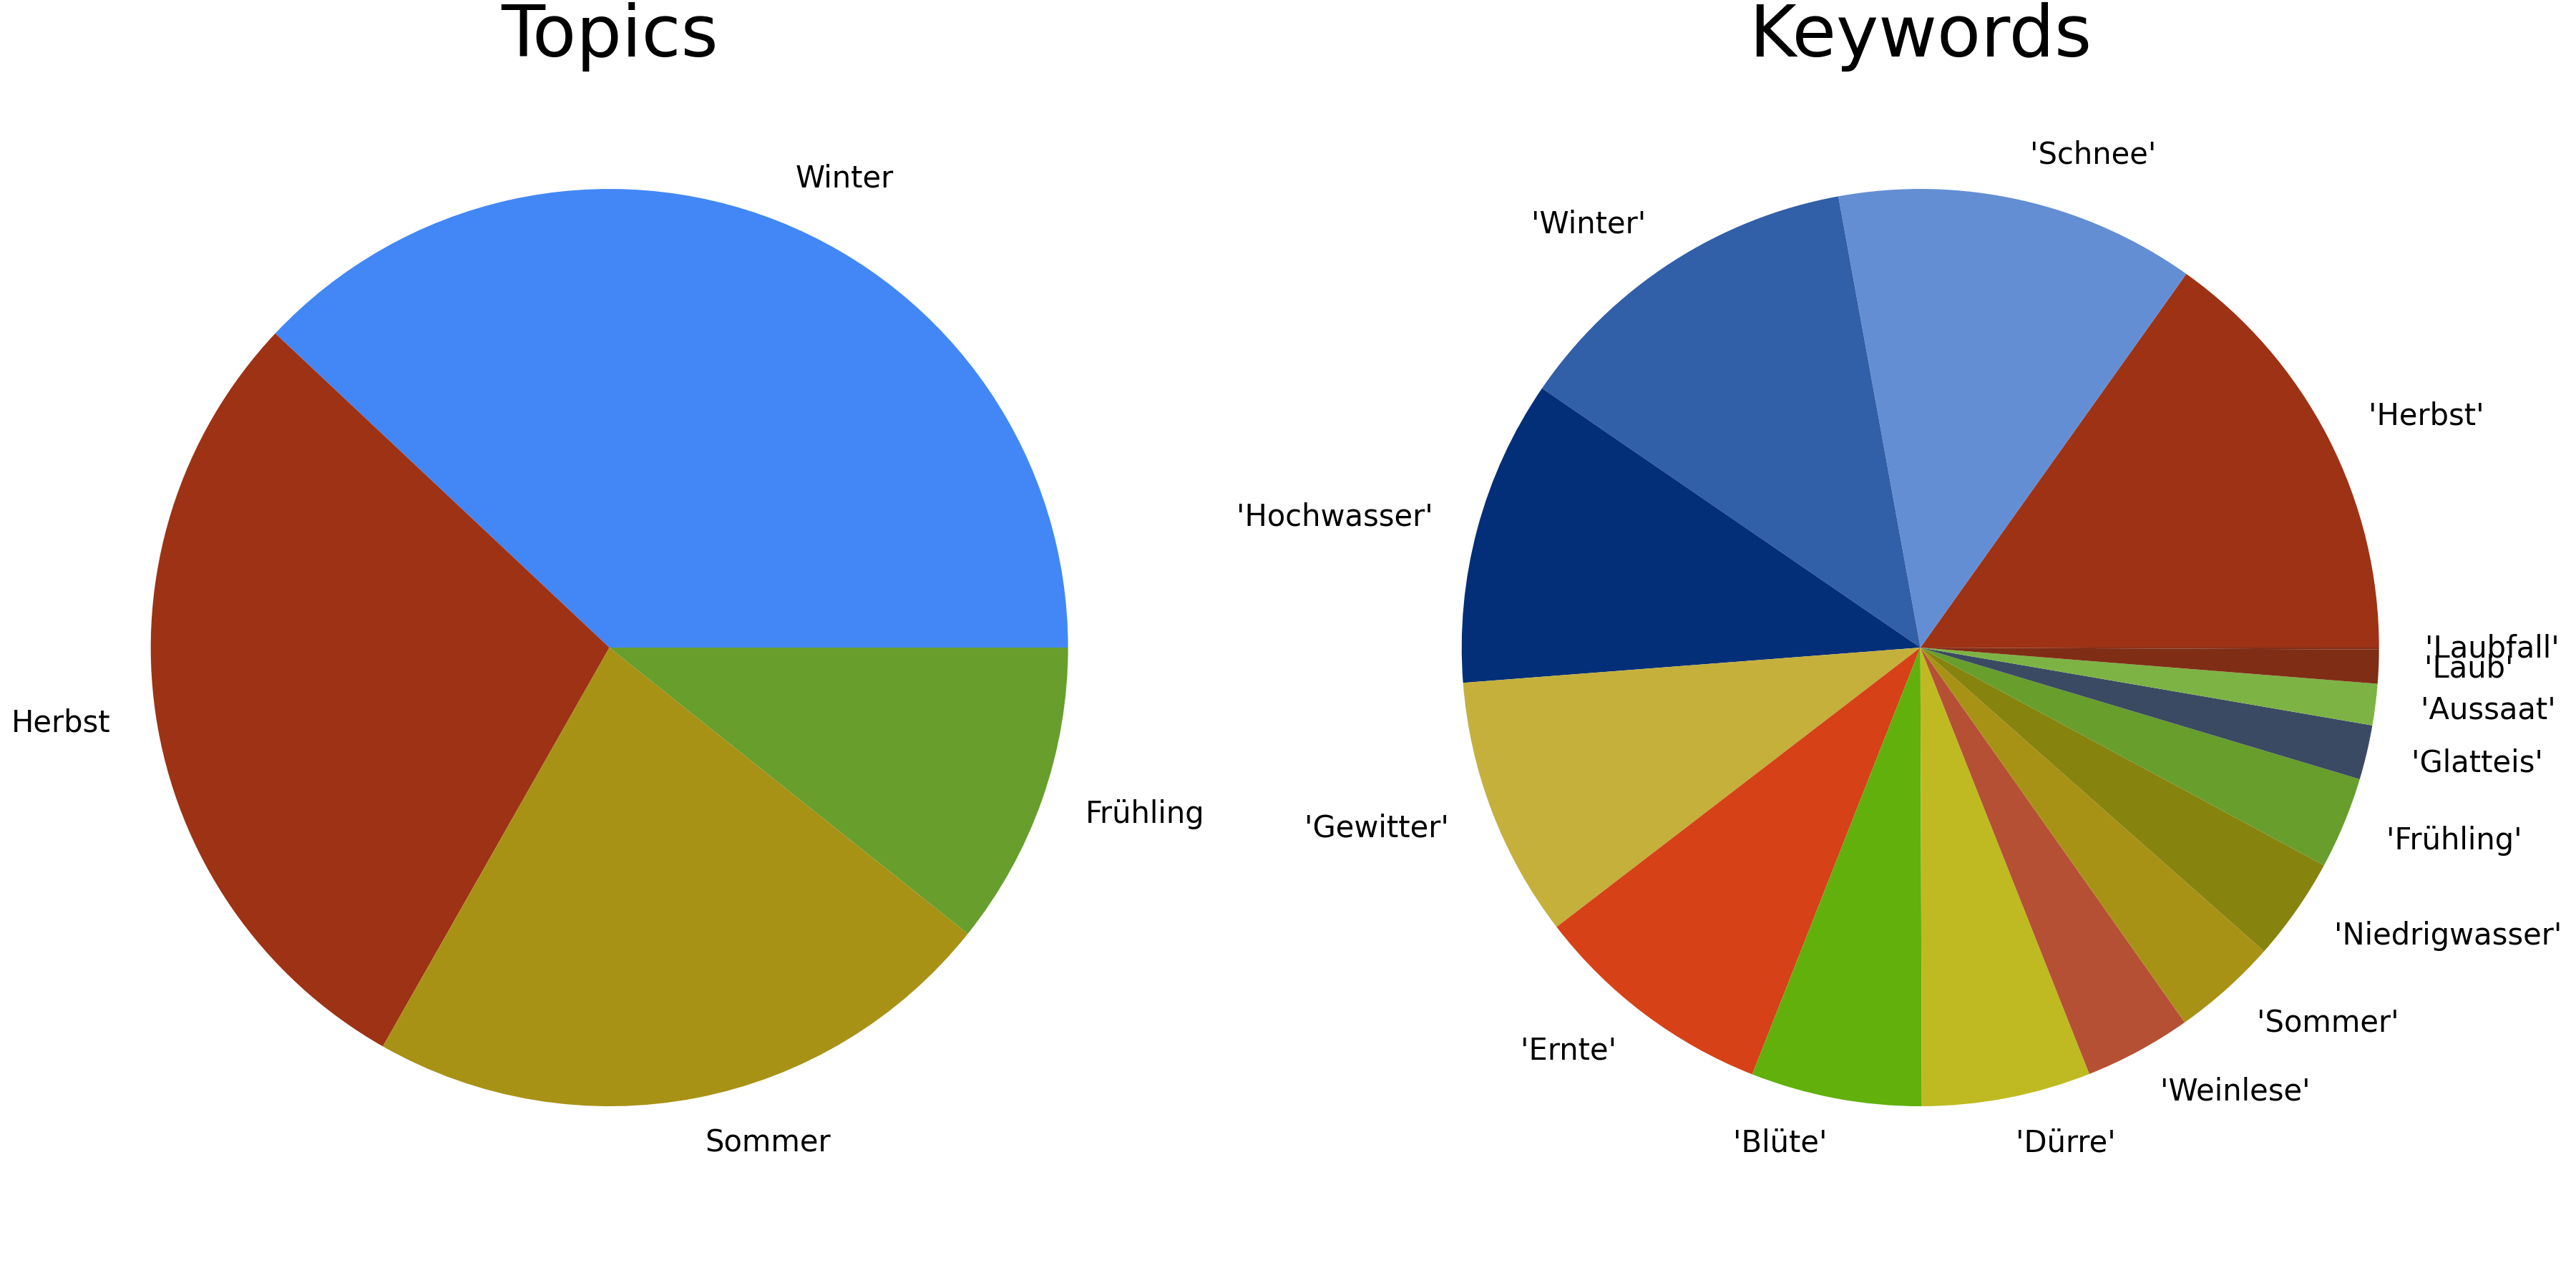 Topics
Winter
Herbst
Sommer
Frühling
Keywords
'Herbst'
'Schnee'
'Winter'
'Hochwasser'
'Gewitter'
'Ernte'
'Blüte'
'Dürre'
'Weinlese'
'Sommer'
'Niedrigwasser'
'Frühling'
'Glatteis'
'Aussaat'
'Laub'
'Laubfall'